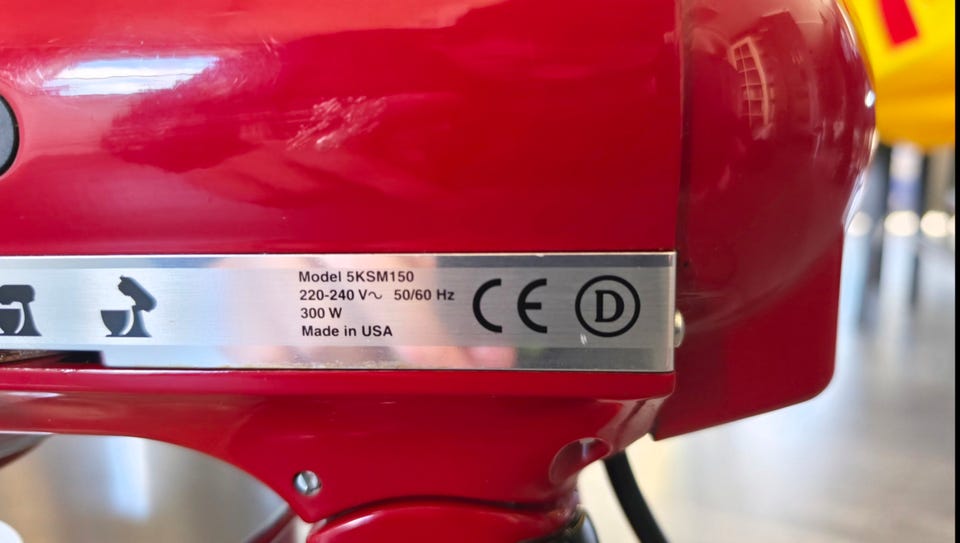 Model 5KSM150
220-240 V~ 50/60 Hz
300 W
Made in USA
CE
D